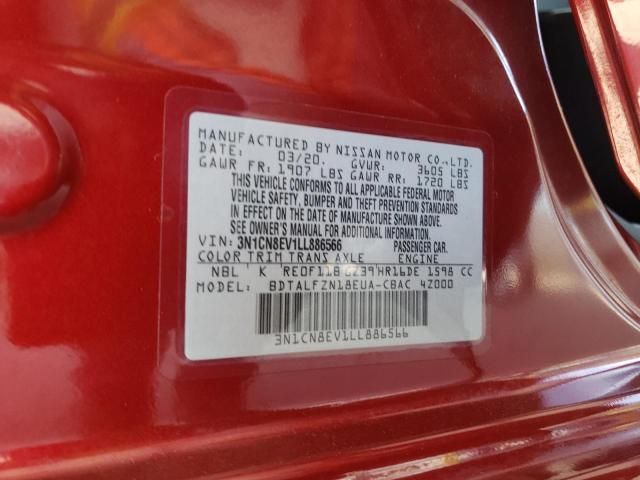 MANUFACTURED BY NISSAN MOTOR CO.,LTD.
DATE: 03/20. GVWR: 3605 LBS
GAWR FR: 1907 LBS GAWR RR: 1720 LBS
THIS VEHICLE CONFORMS TO ALL APPLICABLE FEDERAL MOTOR
VEHICLE SAFETY, BUMPER AND THEFT PREVENTION STANDARDS
IN EFFECT ON THE DATE OF MANUFACTURE SHOWN ABOVE.
SEE OWNER'S MANUAL FOR ADDITIONAL INFORMATION.
VIN: 3N1CN8EV1LL886566 PASSENGER CAR.
COLOR TRIM TRANS AXLE ENGINE
NBL K RE0F11B GZ39 HR16DE 1598 CC
MODEL: BDTALFZN18EUA-CBAC 4Z000
3N1CN8EV1LL886566